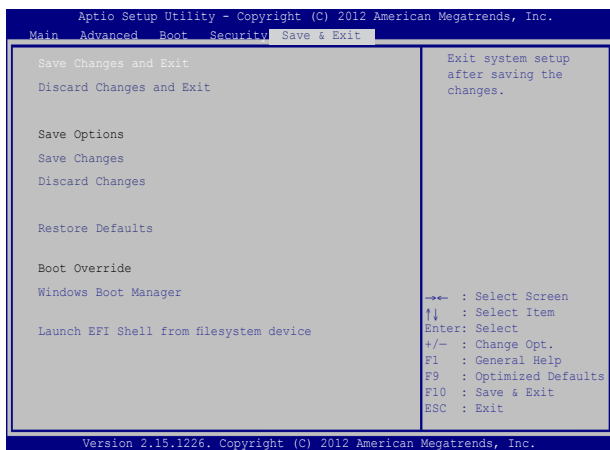 Aptio Setup Utility - Copyright (C) 2012 American Megatrends, Inc.
Main Advanced Boot Security Save & Exit
Save Changes and Exit
Discard Changes and Exit
Save Options
Save Changes
Discard Changes
Restore Defaults
Boot Override
Windows Boot Manager
Launch EFI Shell from filesystem device
Exit system setup
after saving the
changes.
→← : Select Screen
↑↓ : Select Item
Enter: Select
+/— : Change Opt.
F1 : General Help
F9 : Optimized Defaults
F10 : Save & Exit
ESC : Exit
Version 2.15.1226. Copyright (C) 2012 American Megatrends, Inc.